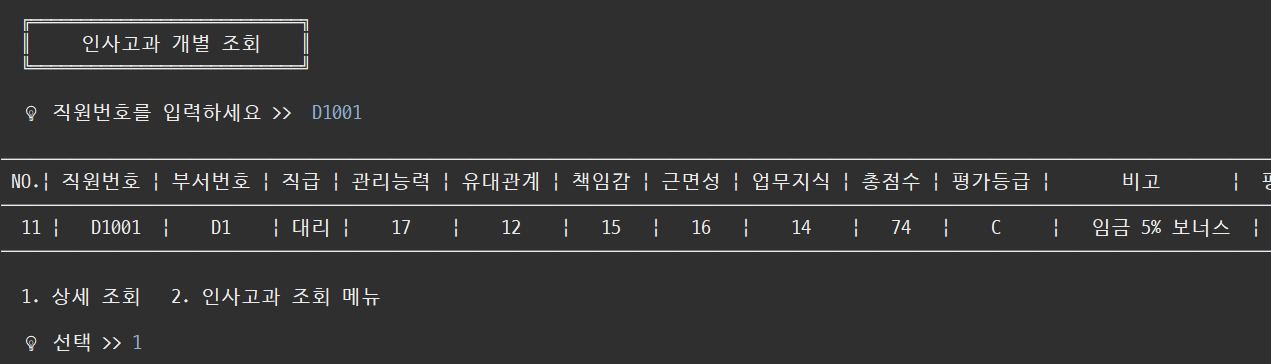 인사고과 개별 조회
직원번호를 입력하세요 >> D1001
NO.¦ 직원번호 ¦ 부서번호 ¦ 직급 ¦ 관리능력 ¦ 유대관계 ¦ 책임감 ¦ 근면성 ¦ 업무지식 ¦ 총점수 ¦ 평가등급 ¦ 비고 ¦
11 ¦ D1001 ¦ D1 ¦ 대리 ¦ 17 ¦ 12 ¦ 15 ¦ 16 ¦ 14 ¦ 74 ¦ C ¦ 임금 5% 보너스 ¦
1. 상세 조회 2. 인사고과 조회 메뉴
선택 >> 1